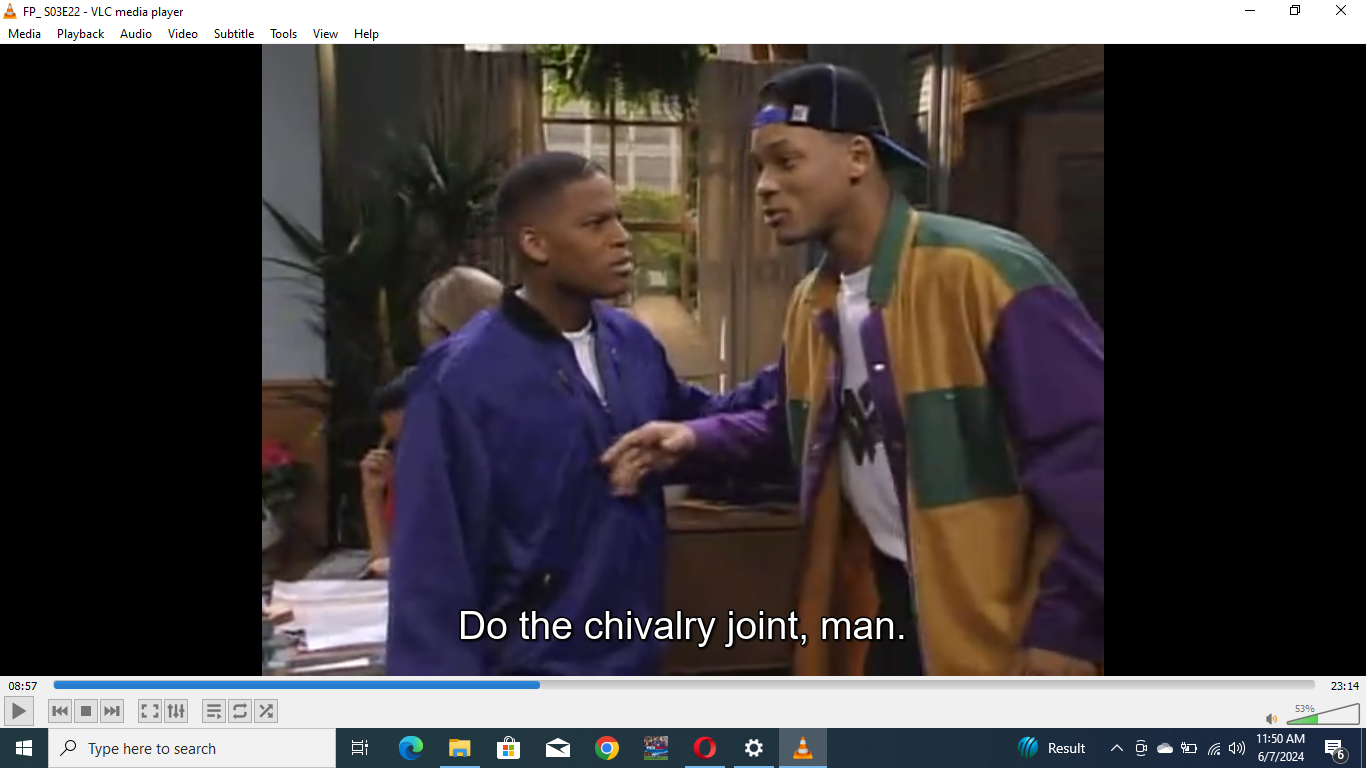 FP_ S03E22 - VLC media player
Media Playback Audio Video Subtitle Tools View Help
Do the chivalry joint, man.
08:57
23:14
53%
Type here to search
Result
11:50 AM
6/7/2024
6